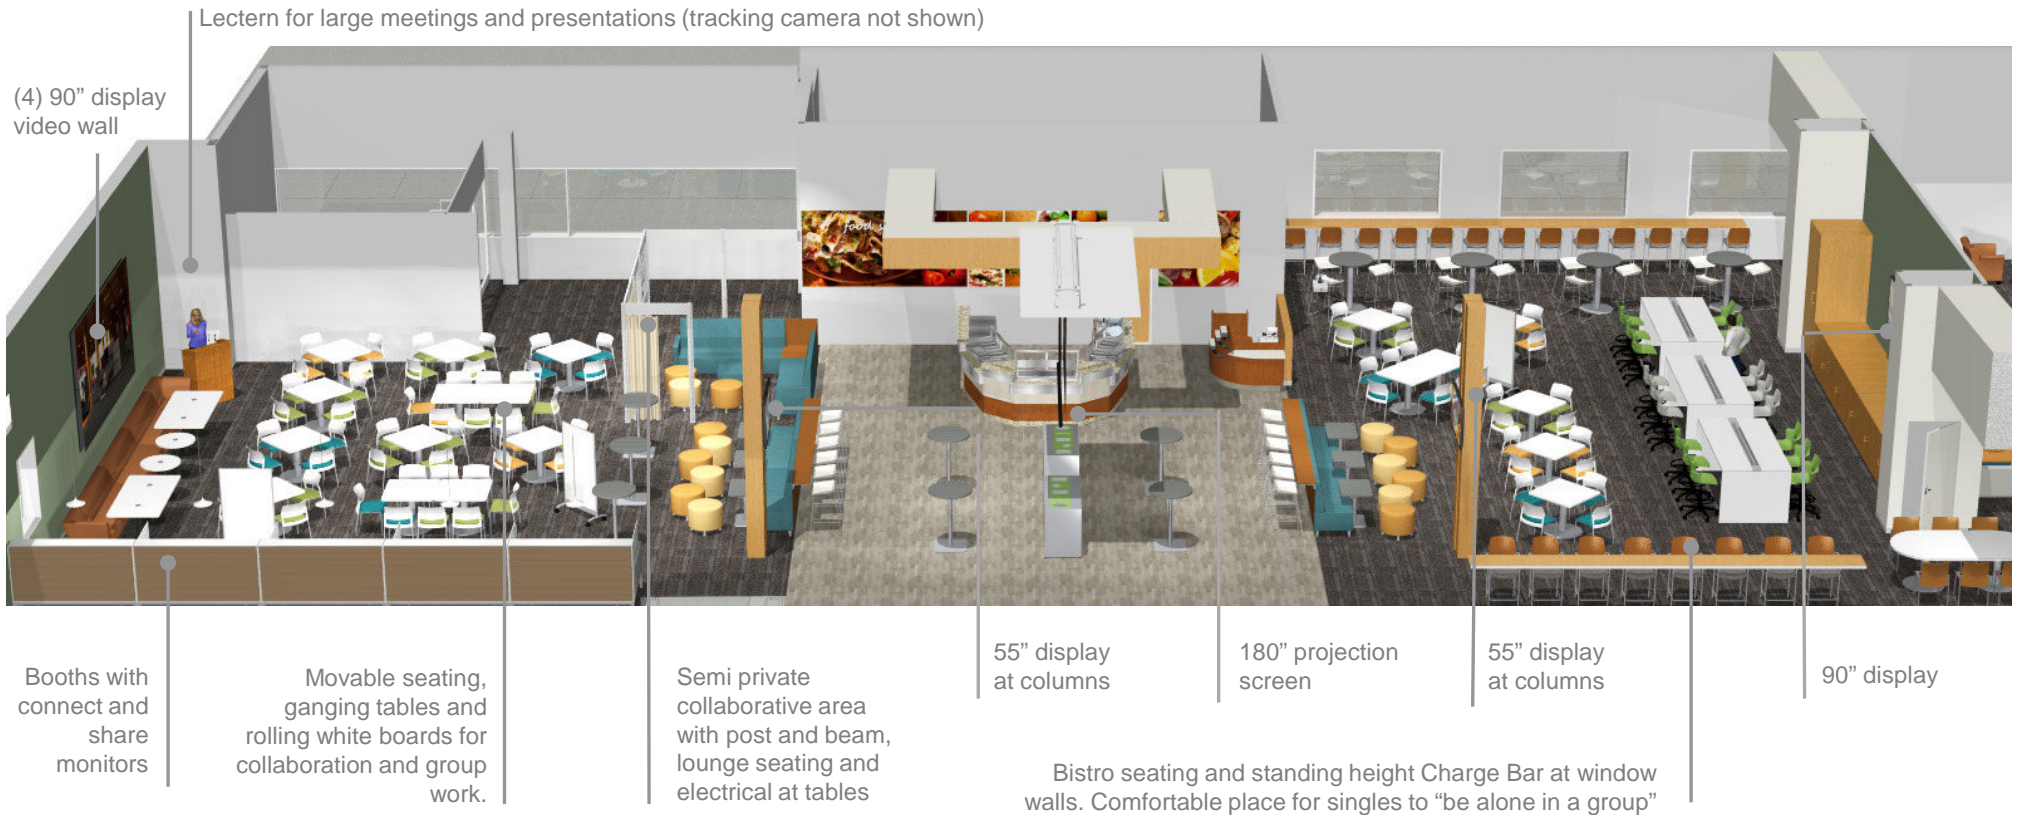 Lectern for large meetings and presentations (tracking camera not shown)
(4) 90” display
video wall
food
Booths with
connect and
share
monitors
Movable seating,
ganging tables and
rolling white boards for
collaboration and group
work.
Semi private
collaborative area
with post and beam,
lounge seating and
electrical at tables
55” display
at columns
180” projection
screen
55” display
at columns
90” display
Bistro seating and standing height Charge Bar at window
walls. Comfortable place for singles to “be alone in a group”